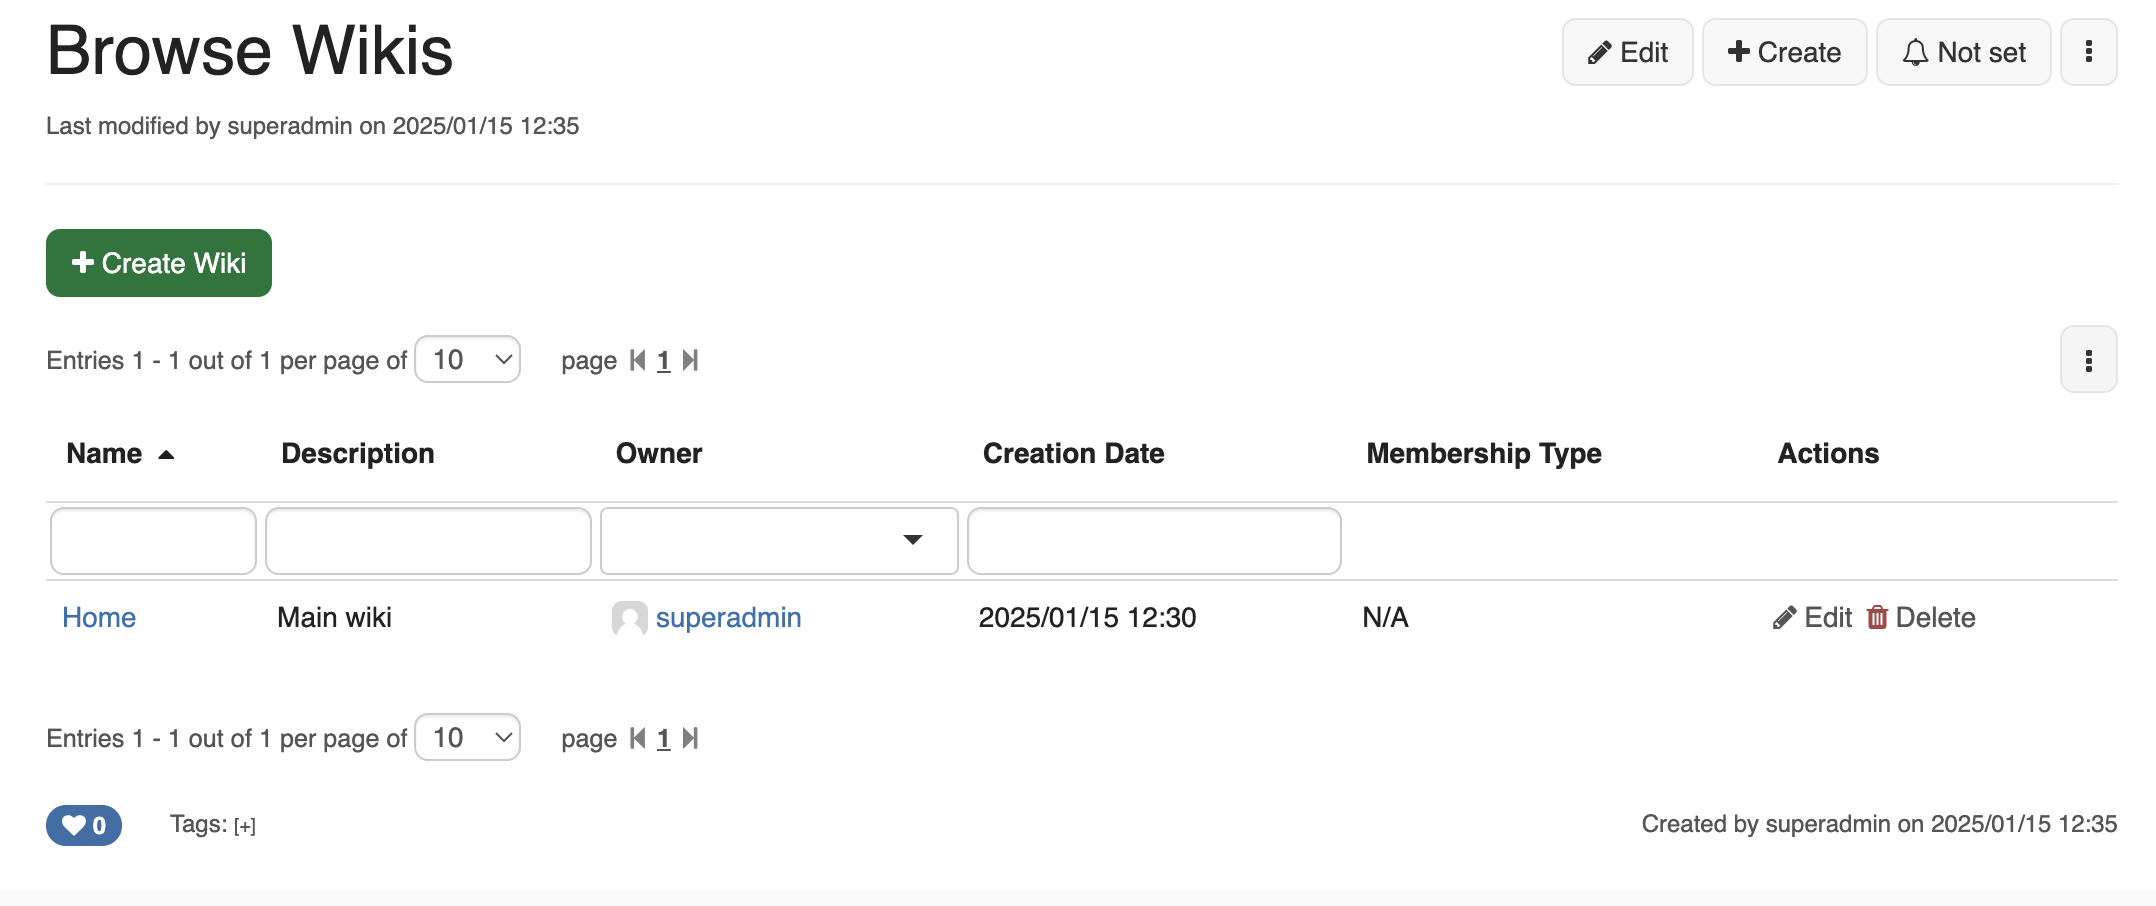 Browse Wikis
Edit
Create
Not set
Last modified by superadmin on 2025/01/15 12:35
Create Wiki
Entries 1 - 1 out of 1 per page of 10 page 1
Name Description Owner Creation Date Membership Type Actions
Home Main wiki superadmin 2025/01/15 12:30 N/A Edit Delete
Entries 1 - 1 out of 1 per page of 10 page 1
0 Tags: [+] Created by superadmin on 2025/01/15 12:35